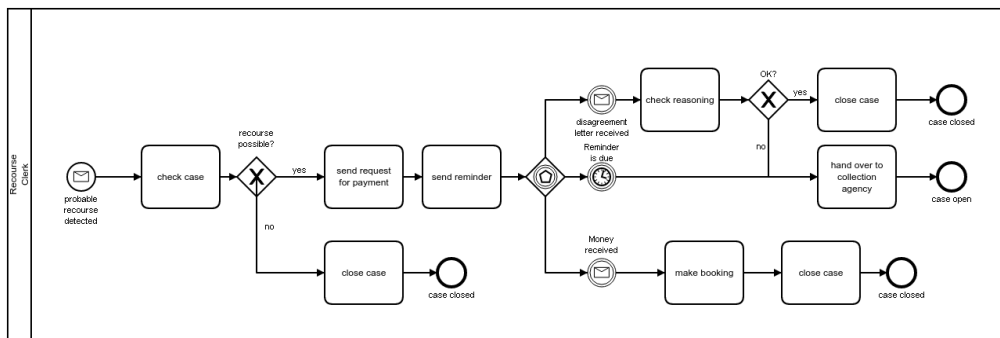 Recourse
Clerk
probable
recourse
detected
check case
recourse
possible?
yes
no
send request
for payment
send reminder
close case
case closed
disagreement
letter received
check reasoning
OK?
yes
no
close case
case closed
Reminder
is due
hand over to
collection
agency
case open
Money
received
make booking
close case
case closed